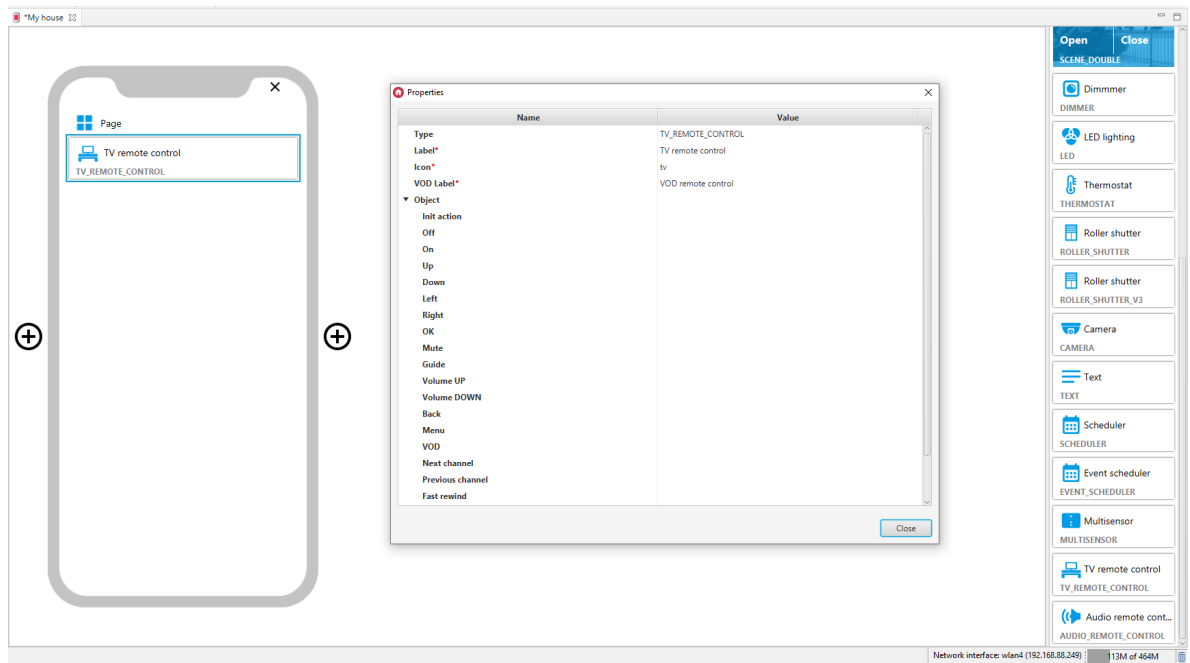 *My house
Page
TV remote control
TV_REMOTE_CONTROL
Properties
Name Value
Type TV_REMOTE_CONTROL
Label* TV remote control
Icon* tv
VOD Label* VOD remote control
Object
Init action
Off
On
Up
Down
Left
Right
OK
Mute
Guide
Volume UP
Volume DOWN
Back
Menu
VOD
Next channel
Previous channel
Fast rewind
Close
Open Close
SCENE_DOUBLE
Dimmmer
DIMMER
LED lighting
LED
Thermostat
THERMOSTAT
Roller shutter
ROLLER_SHUTTER
Roller shutter
ROLLER_SHUTTER_V3
Camera
CAMERA
Text
TEXT
Scheduler
SCHEDULER
Event scheduler
EVENT_SCHEDULER
Multisensor
MULTISENSOR
TV remote control
TV_REMOTE_CONTROL
Audio remote cont...
AUDIO_REMOTE_CONTROL
Network interface: wlan4 (192.168.88.249) 113M of 464M